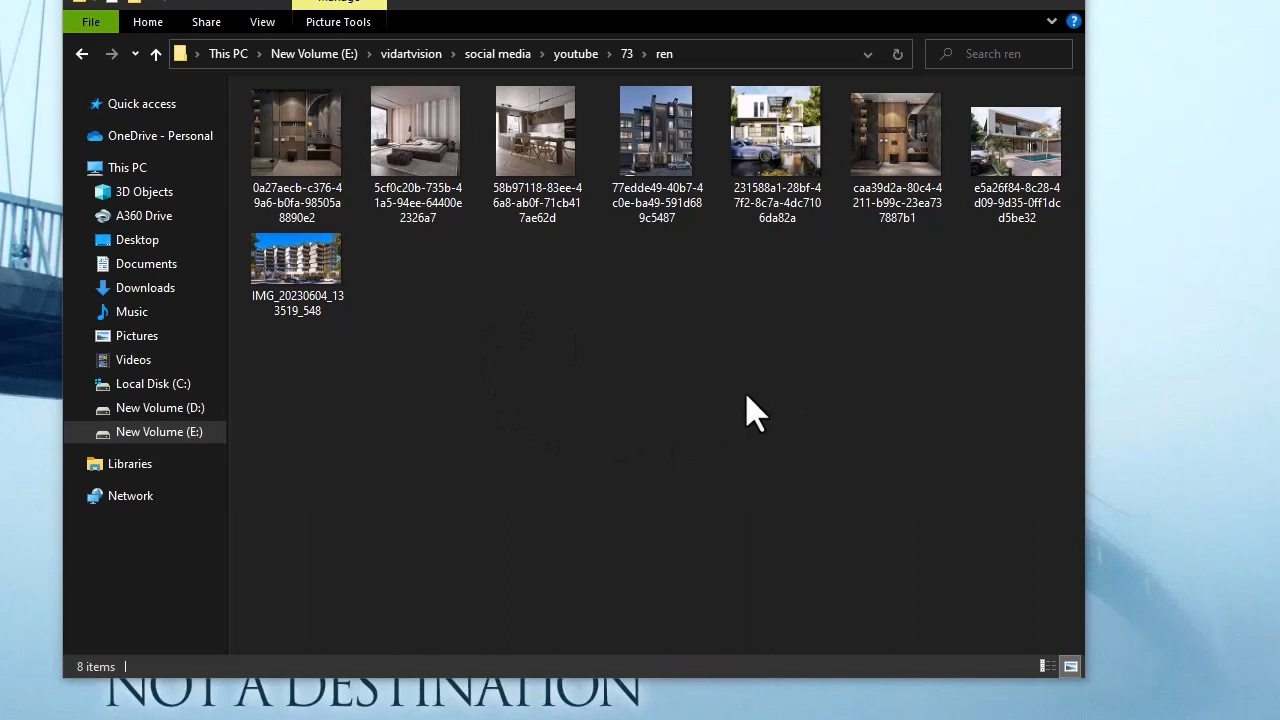 Manage
File Home Share View Picture Tools
This PC New Volume (E:) vidartvision social media youtube 73 ren
Search ren
Quick access
OneDrive - Personal
This PC
3D Objects
A360 Drive
Desktop
Documents
Downloads
Music
Pictures
Videos
Local Disk (C:)
New Volume (D:)
New Volume (E:)
Libraries
Network
0a27aecb-c376-4
9a6-b0fa-98505a
8890e2
5cf0c20b-735b-4
1a5-94ee-64400e
2326a7
58b97118-83ee-4
6a8-ab0f-71cb41
7ae62d
77edde49-40b7-4
c0e-ba49-591d68
9c5487
231588a1-28bf-4
7f2-8c7a-4dc710
6da82a
caa39d2a-80c4-4
211-b99c-23ea73
7887b1
e5a26f84-8c28-4
d09-9d35-0ff1dc
d5be32
IMG_20230604_13
3519_548
8 items
NOT A DESTINATION